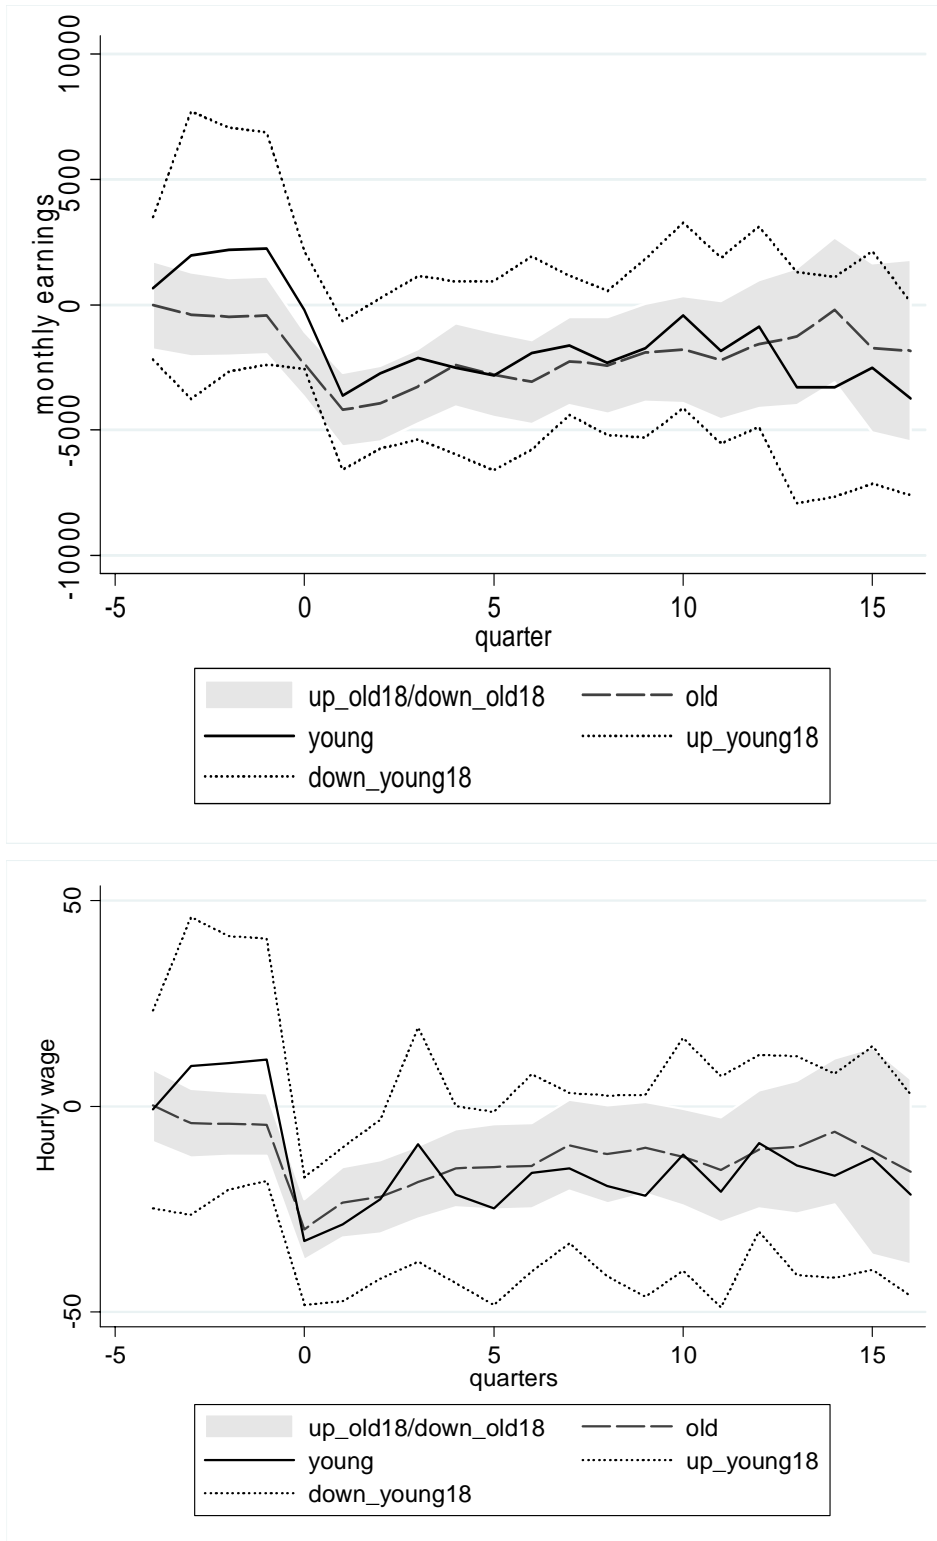 monthly earnings
10000
5000
0
-5000
-10000
-5 0 5 10 15
quarter
up_old18/down_old18 old
young up_young18
down_young18
Hourly wage
50
0
-50
-5 0 5 10 15
quarters
up_old18/down_old18 old
young up_young18
down_young18